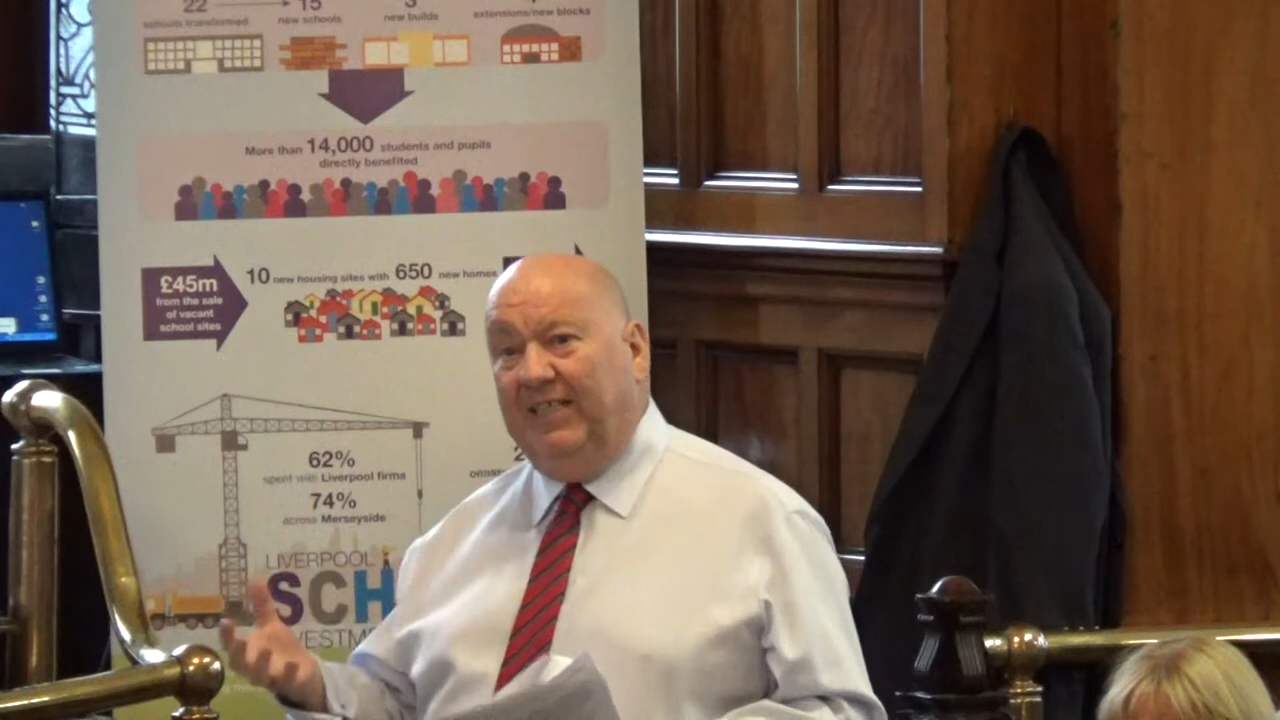 22 15
schools transformed new schools new builds extensions/new blocks
More than 14,000 students and pupils
directly benefited
£45m
from the sale
of vacant
school sites
10 new housing sites with 650 new homes
62%
spent with Liverpool firms
74%
across Merseyside
LIVERPOOL
SCH